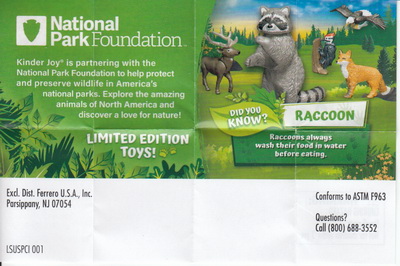 National
Park Foundation™
Kinder Joy® is partnering with the
National Park Foundation to help protect
and preserve wildlife in America's
national parks. Explore the amazing
animals of North America and
discover a love for nature!
LIMITED EDITION
TOYS!
DID YOU
KNOW?
RACCOON
Raccoons always
wash their food in water
before eating.
Excl. Dist. Ferrero U.S.A., Inc.
Parsippany, NJ 07054
LSUSPCI 001
Conforms to ASTM F963
Questions?
Call (800) 688-3552